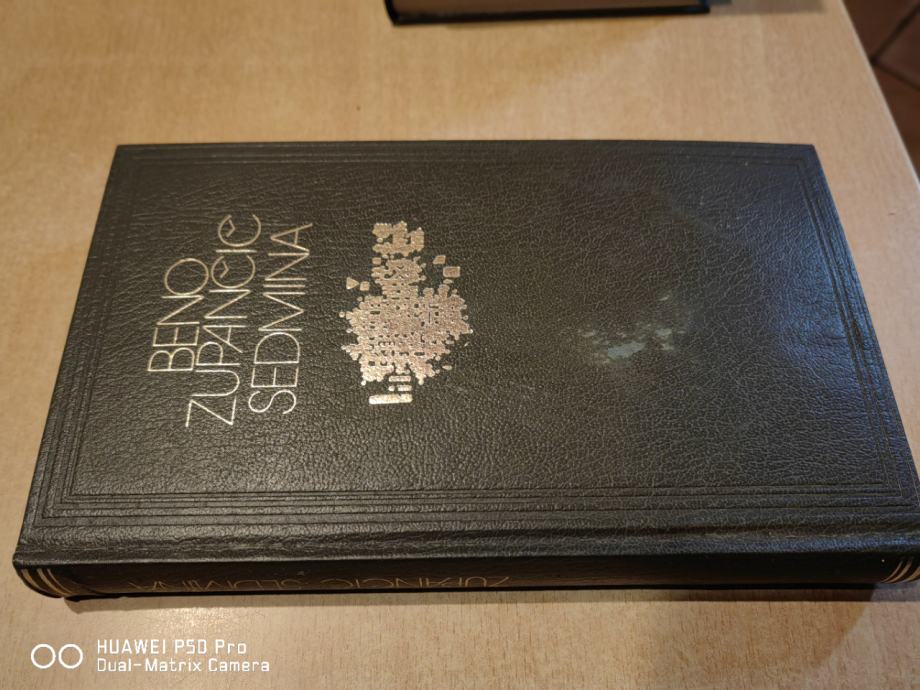 BENO
ZUPANČIČ
SEDMINA
ZUPANČIČ SEDMINA
HUAWEI P50 Pro
Dual-Matrix Camera